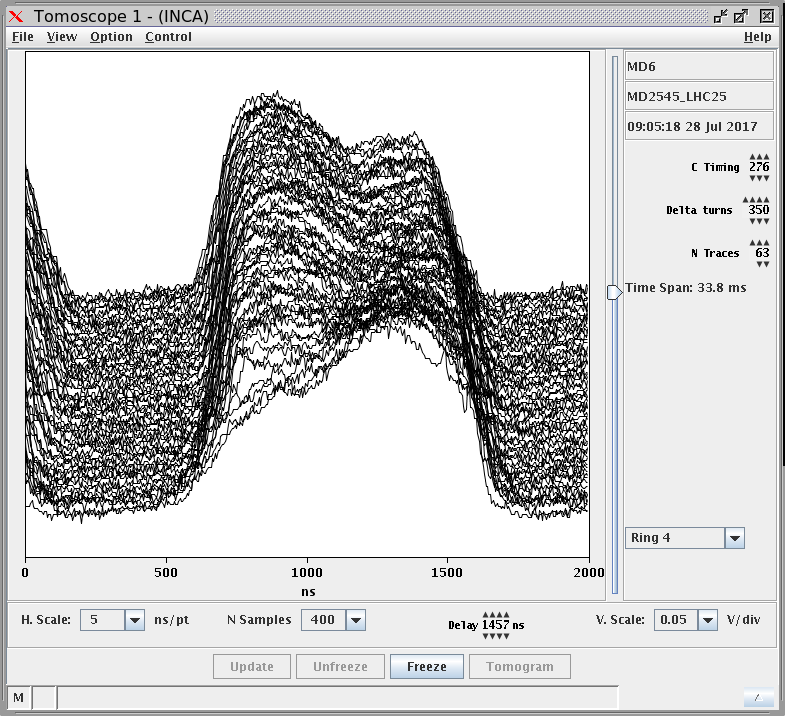 Tomoscope 1 - (INCA)
File View Option Control Help
MD6
MD2545_LHC25
09:05:18 28 Jul 2017
C Timing 276
Delta turns 350
N Traces 63
Time Span: 33.8 ms
Ring 4
0 500 1000 1500 2000
ns
H. Scale: 5 ns/pt N Samples 400 Delay 1457 ns V. Scale: 0.05 V/div
Update Unfreeze Freeze Tomogram
M